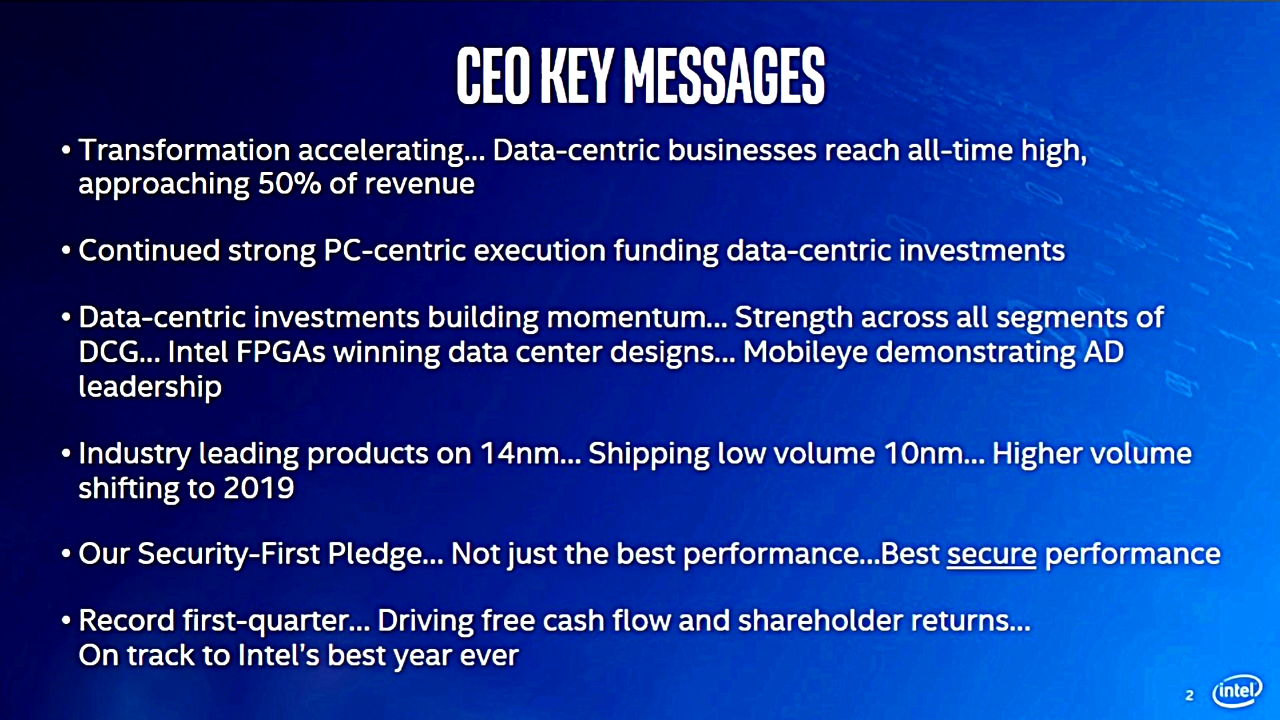 CEO KEY MESSAGES
• Transformation accelerating... Data-centric businesses reach all-time high,
approaching 50% of revenue
• Continued strong PC-centric execution funding data-centric investments
• Data-centric investments building momentum... Strength across all segments of
DCG... Intel FPGAs winning data center designs... Mobileye demonstrating AD
leadership
• Industry leading products on 14nm... Shipping low volume 10nm... Higher volume
shifting to 2019
• Our Security-First Pledge... Not just the best performance...Best secure performance
• Record first-quarter... Driving free cash flow and shareholder returns...
On track to Intel's best year ever
2 intel